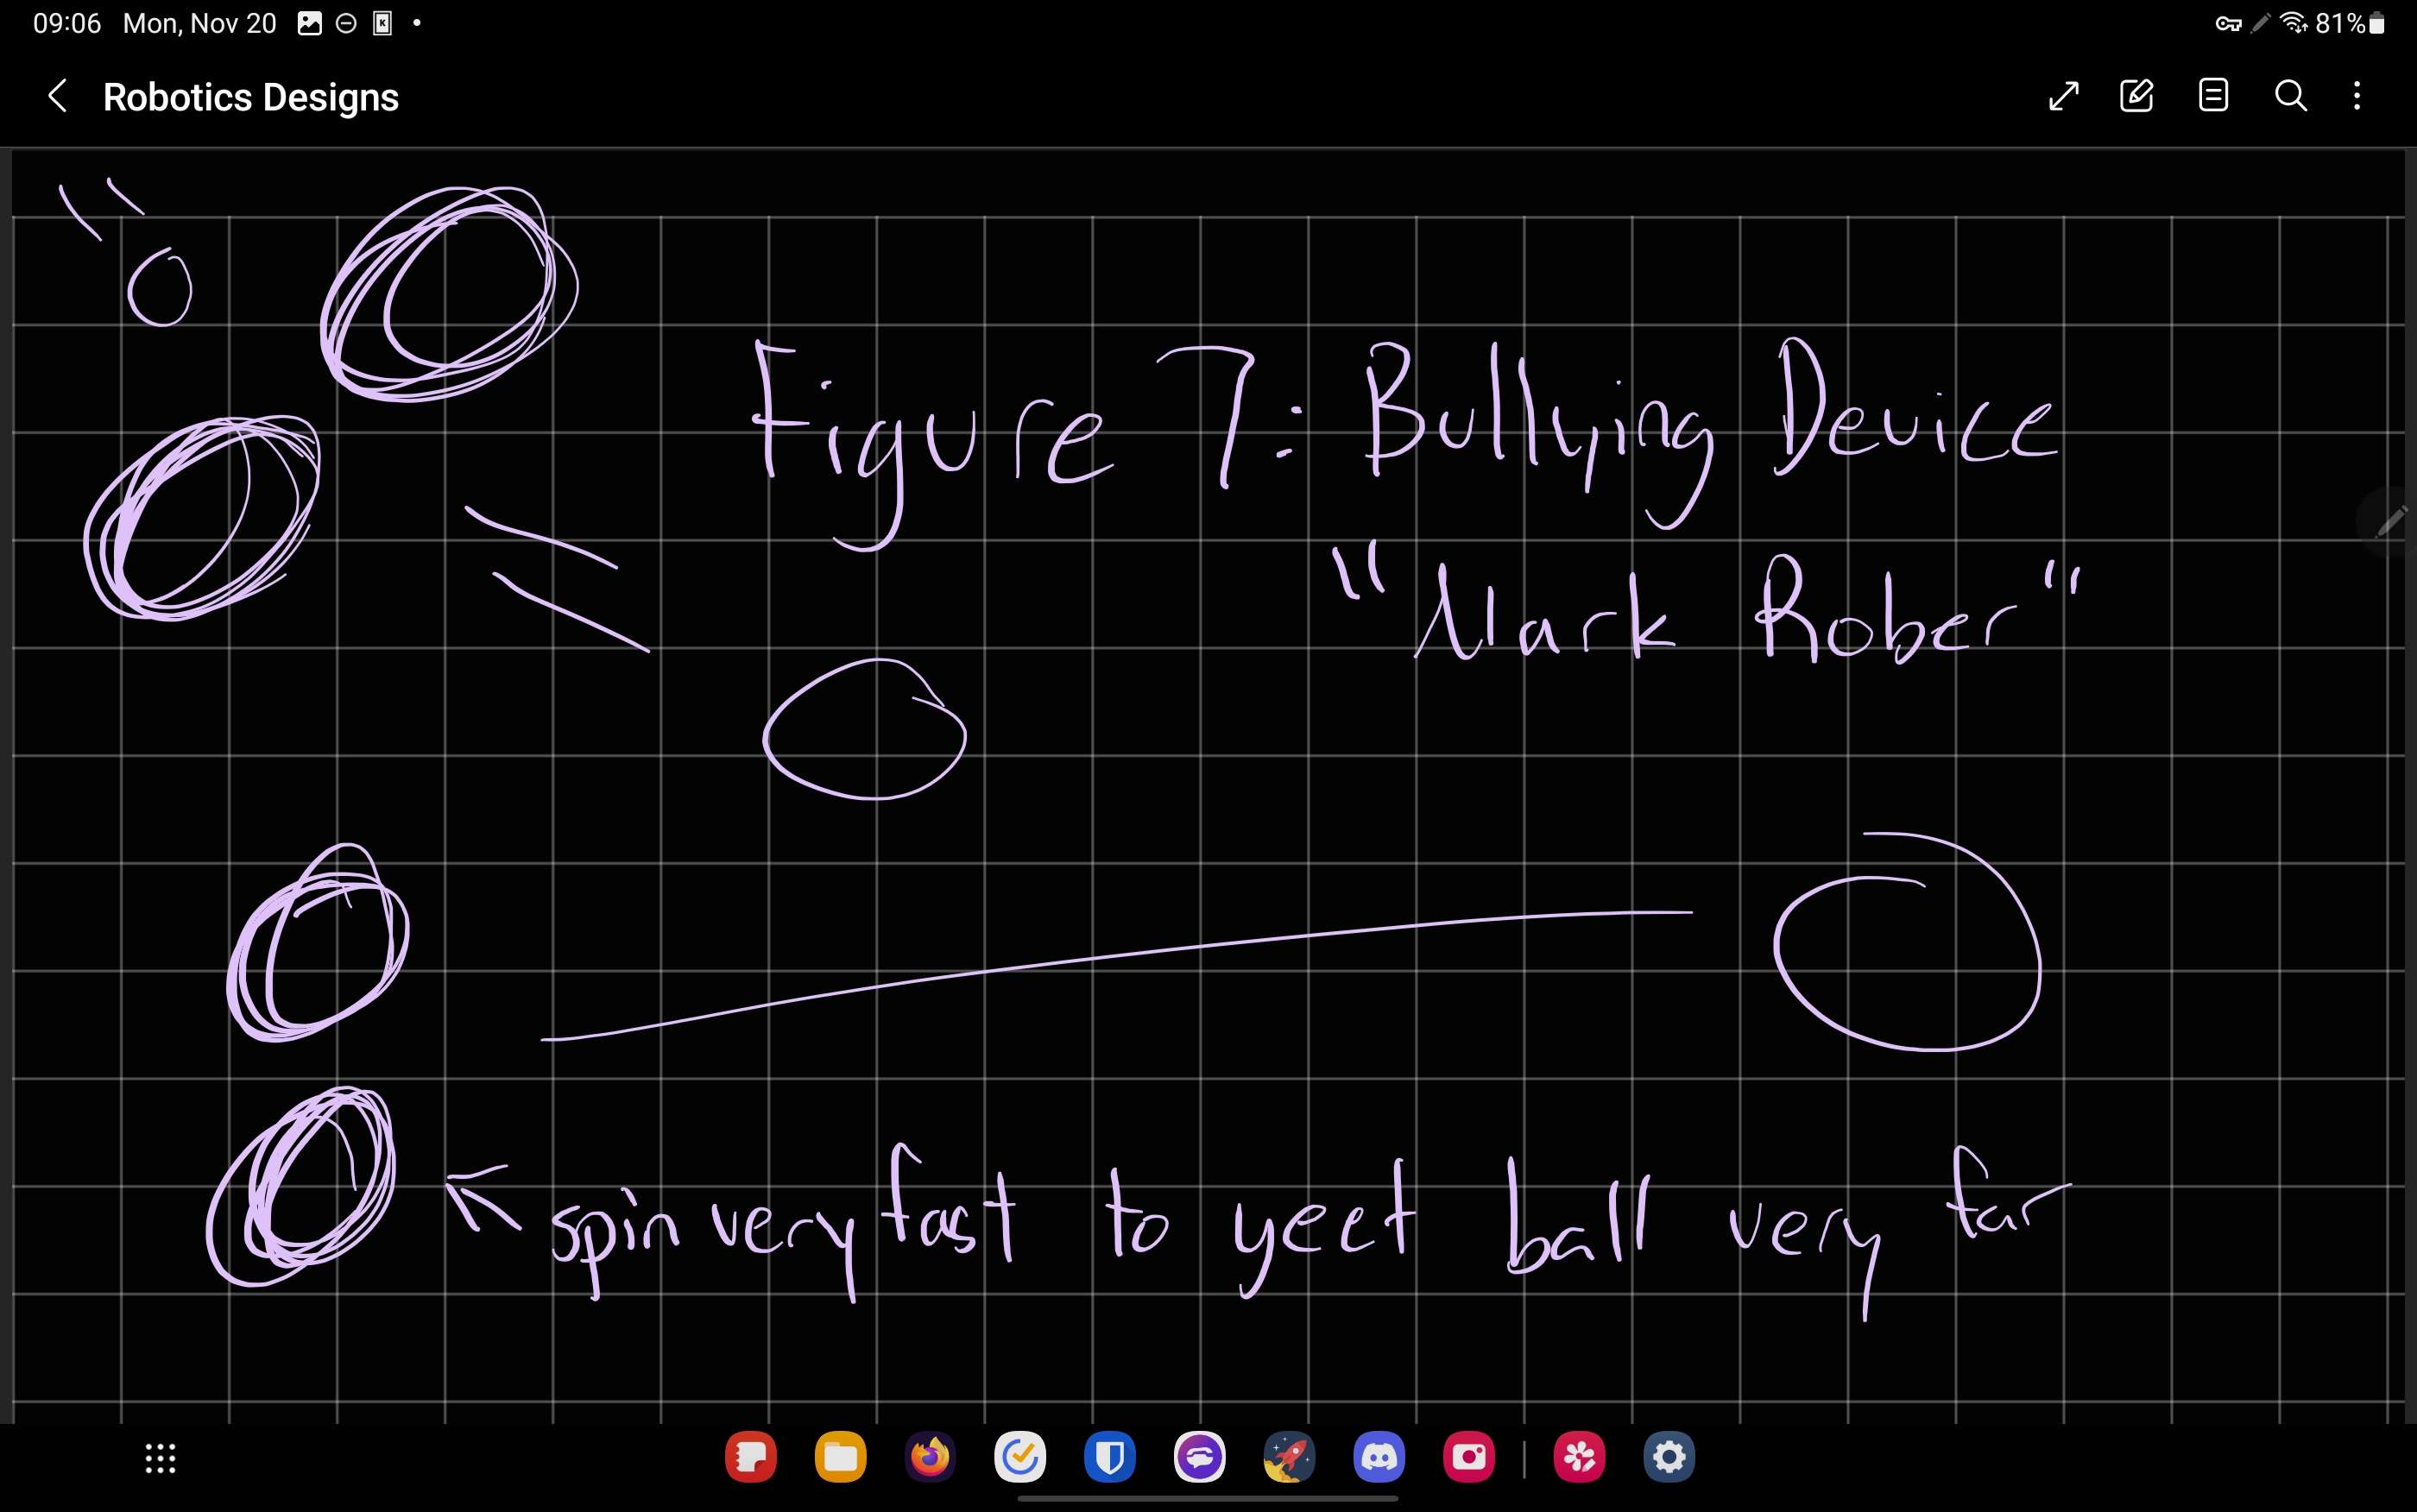 09:06 Mon, Nov 20
81%
Robotics Designs
Figure 7: Bullying Device
"Mark Rober"
spin very fast to yeet ball very far